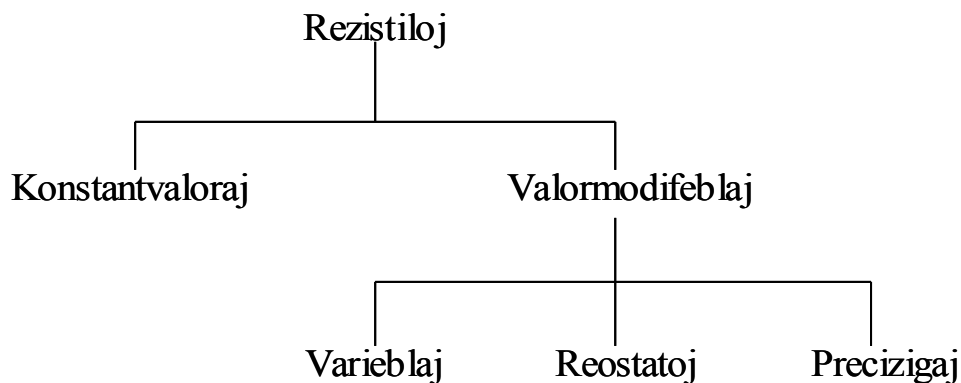 Rezistiloj
Konstantvaloraj Valormodifeblaj
Varieblaj Reostatoj Precizigaj